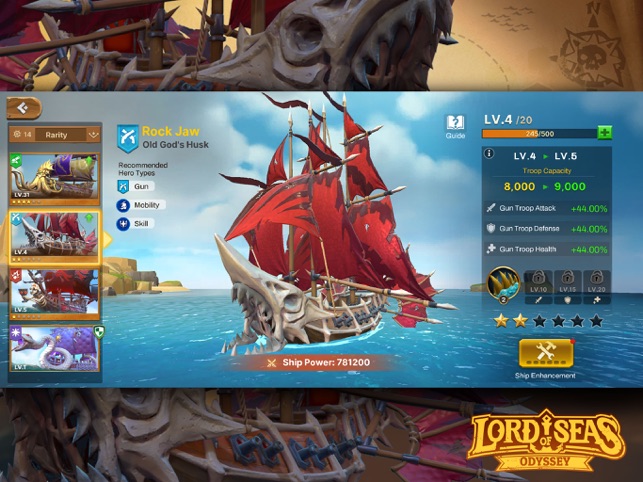 14 Rarity
LV.31
LV.4
LV.5
LV.1
Rock Jaw
Old God's Husk
Recommended
Hero Types
Gun
Mobility
Skill
Ship Power: 781200
Guide
LV.4 /20
245/500
LV.4 ▸ LV.5
Troop Capacity
8,000 ▸ 9,000
Gun Troop Attack +44.00%
Gun Troop Defense +44.00%
Gun Troop Health +44.00%
2
LV.10 LV.15 LV.20
Ship Enhancement
N
LORD OF SEAS
ODYSSEY